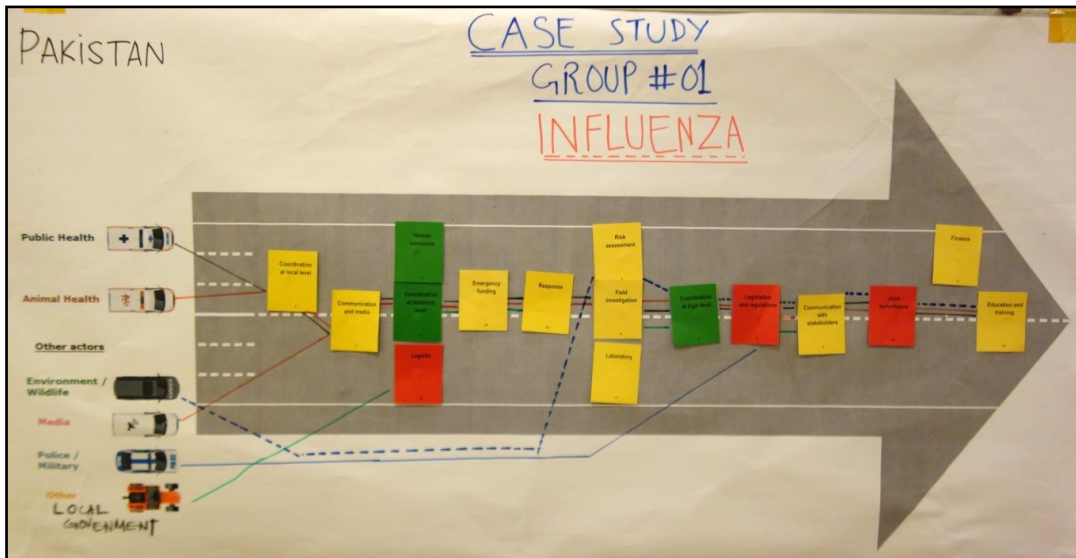 PAKISTAN
CASE STUDY
GROUP #01
INFLUENZA
Public Health
Animal Health
Other actors
Environment /
Wildlife
Media
Police /
Military
Other
LOCAL
GOVENMENT
Coordination at
local level
Communication
and media
Human
resources
Coordination at
technical
level
Logistic
Emergency
funding
Response
Risk
assessment
Field
investigation
Laboratory
Coordination
at high level
Legislation
and regulations
Communication
with
stakeholders
Joint
surveillance
Finance
Education and
training